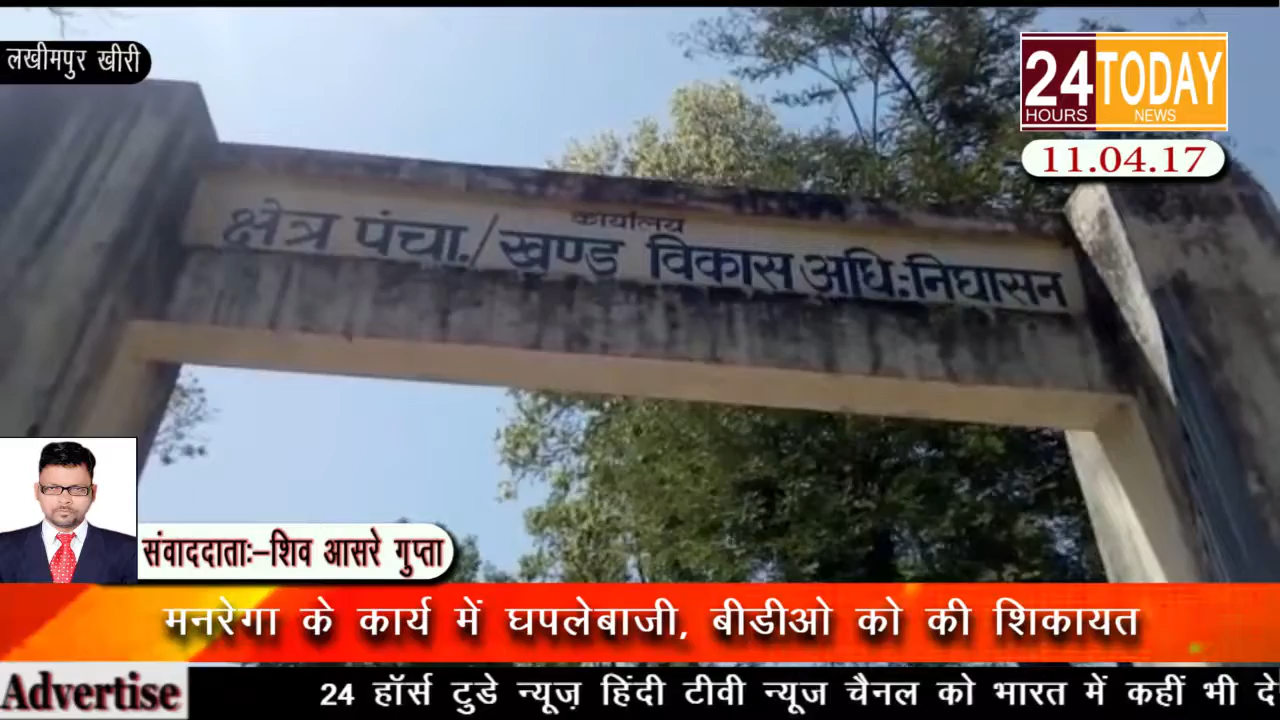 लखीमपुर खीरी
24 TODAY
HOURS NEWS
11.04.17
कार्यालय
क्षेत्र पंचा./खण्ड विकास अधि:निघासन
संवाददाताः-शिव आसरे गुप्ता
मनरेगा के कार्य में घपलेबाजी, बीडीओ को की शिकायत
Advertise 24 हॉर्स टुडे न्यूज़ हिंदी टीवी न्यूज चैनल को भारत में कहीं भी दे